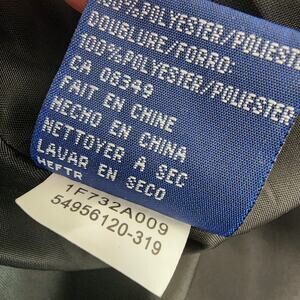 100%POLYESTER/POLIEST
DOUBLURE/FORRO:
100%POLYESTER/POLIESTER
CA 08349
FAIT EN CHINE
HECHO EN CHINA
NETTOYER A SEC
LAVAR EN SECO
1F732A009
54956120-319